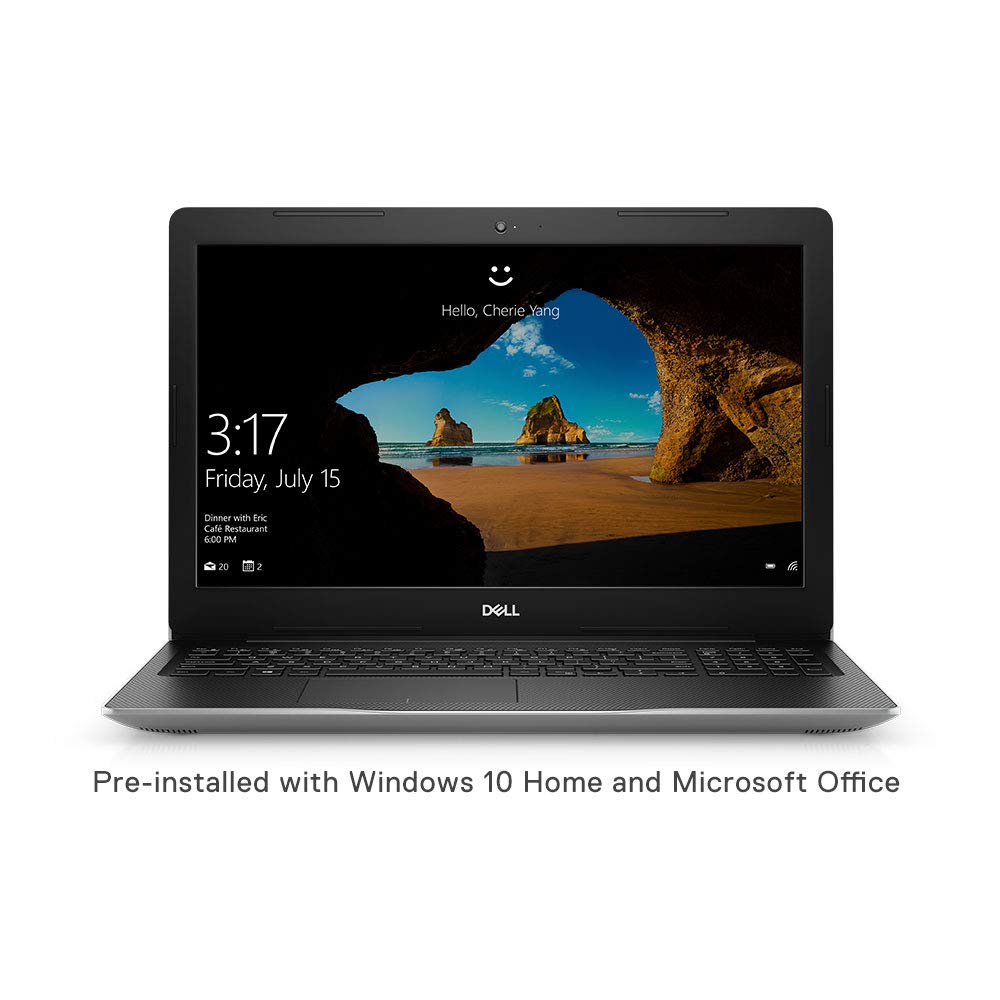 Hello, Cherie Yang
3:17
Friday, July 15
Dinner with Eric
Café Restaurant
6:00 PM
20 2
DELL
Pre-installed with Windows 10 Home and Microsoft Office